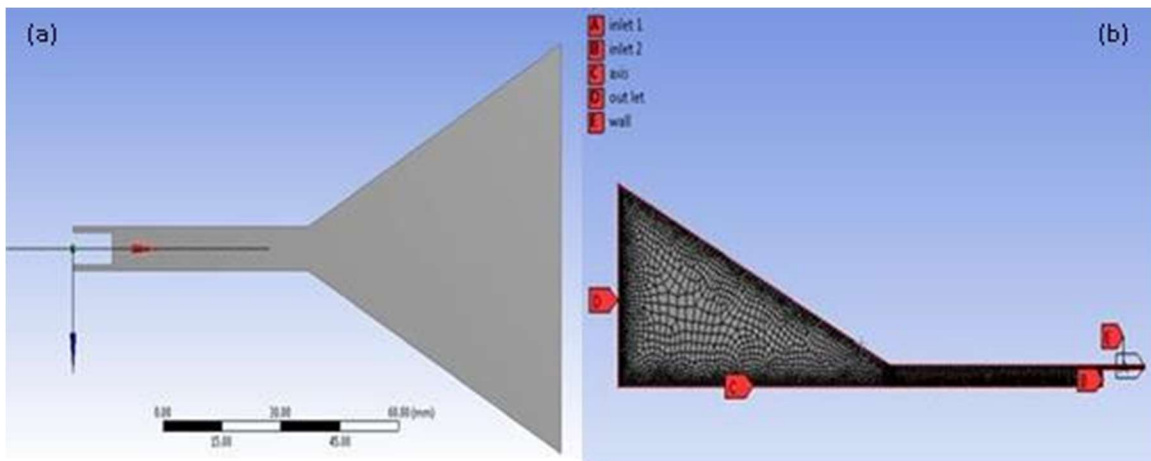 (a)
(b)
A inlet 1
B inlet 2
C axis
D out let
E wall
0.00 30.00 60.00 (mm)
15.00 45.00
D
C
B
E